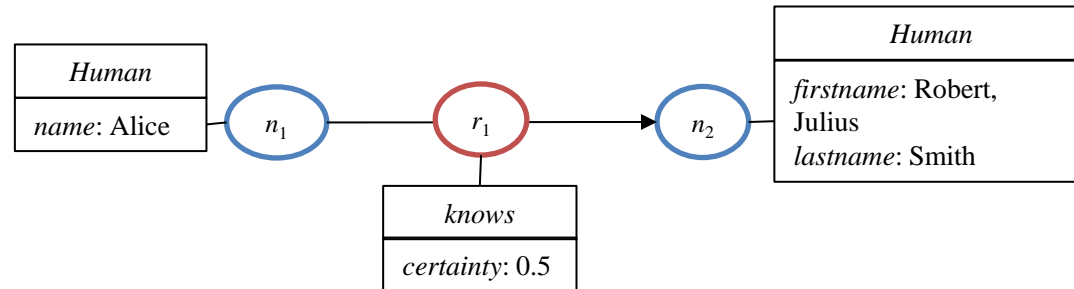 Human
name: Alice
n1
r1
n2
Human
firstname: Robert,
Julius
lastname: Smith
knows
certainty: 0.5